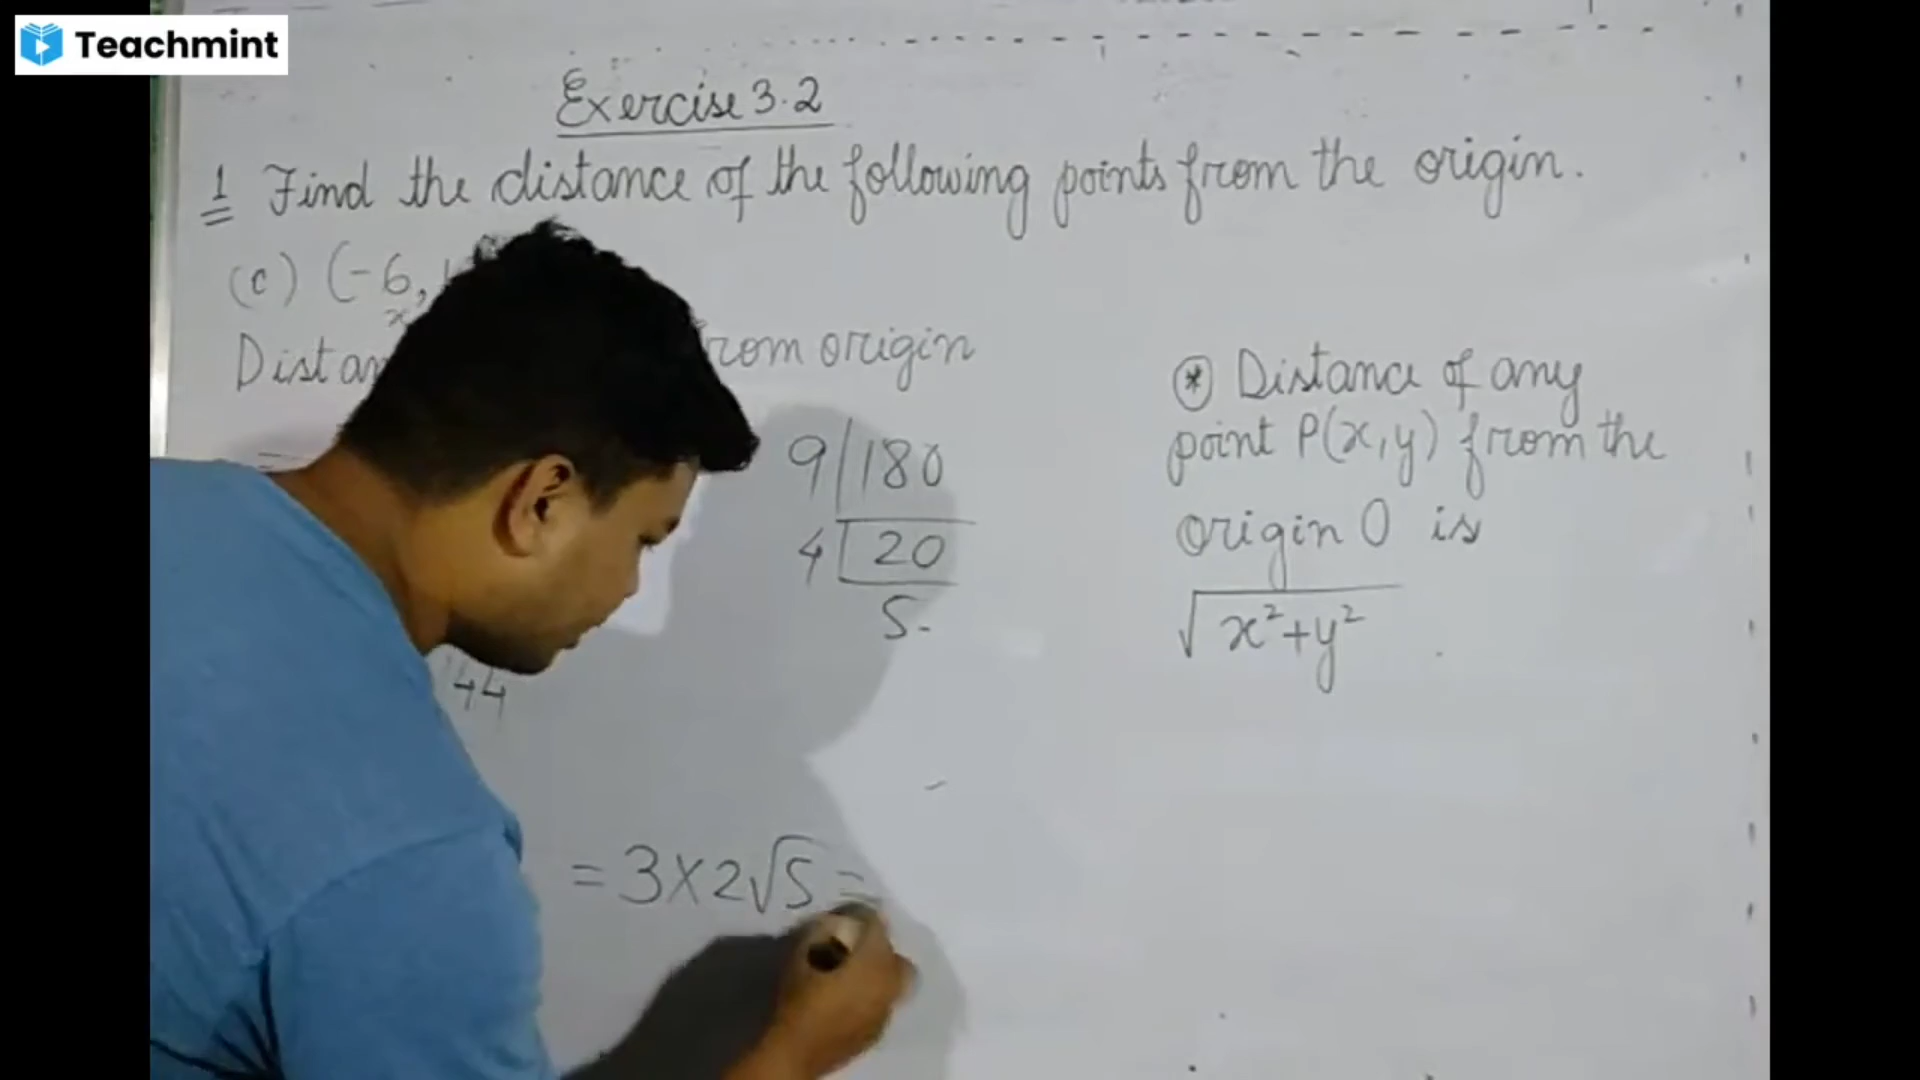 Teachmint
Exercise 3.2
1 Find the distance of the following points from the origin.
(c) (-6,
x
rom origin
9 180
4 20
5.
44
= 3×2√5 =
* Distance of any
point P(x,y) from the
origin O is
√x²+y²